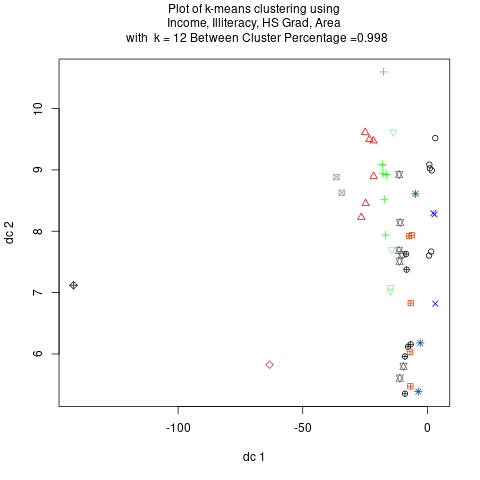 Plot of k-means clustering using
Income, Illiteracy, HS Grad, Area
with k = 12 Between Cluster Percentage =0.998
dc 2
10
9
8
7
6
-100
-50
0
dc 1